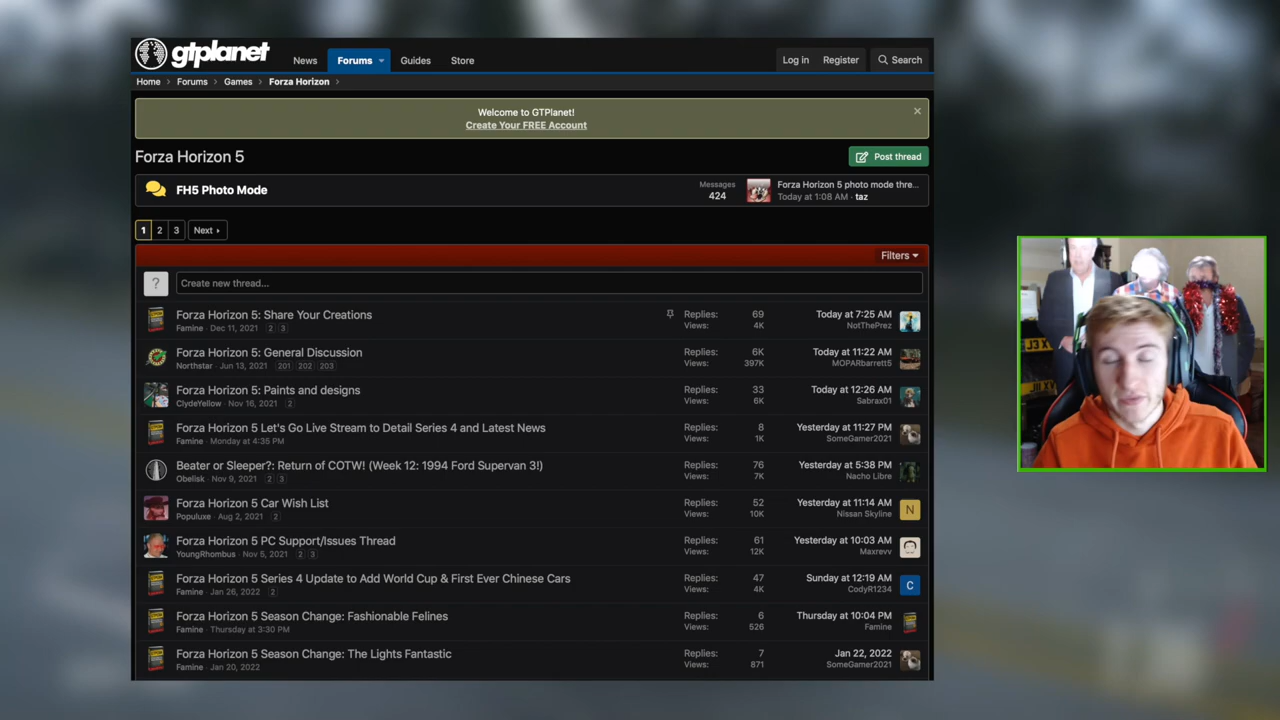 gtplanet News Forums Guides Store Log in Register Search
Home Forums Games Forza Horizon
Welcome to GTPlanet!
Create Your FREE Account
Forza Horizon 5
Post thread
FH5 Photo Mode
Messages
424
Forza Horizon 5 photo mode thre...
Today at 1:08 AM · taz
1 2 3 Next
Filters
?
Create new thread...
Forza Horizon 5: Share Your Creations
Famine · Dec 11, 2021 2 3
Replies: 69
Views: 4K
Today at 7:25 AM
NotThePrez
Forza Horizon 5: General Discussion
Northstar · Jun 13, 2021 201 202 203
Replies: 6K
Views: 397K
Today at 11:22 AM
MOPARbarrett5
Forza Horizon 5: Paints and designs
ClydeYellow · Nov 16, 2021 2
Replies: 33
Views: 6K
Today at 12:26 AM
Sabrax01
Forza Horizon 5 Let's Go Live Stream to Detail Series 4 and Latest News
Famine · Monday at 4:35 PM
Replies: 8
Views: 1K
Yesterday at 11:27 PM
SomeGamer2021
Beater or Sleeper?: Return of COTW! (Week 12: 1994 Ford Supervan 3!)
Obelisk · Nov 9, 2021 2 3
Replies: 76
Views: 7K
Yesterday at 5:38 PM
Nacho Libre
Forza Horizon 5 Car Wish List
Populuxe · Aug 2, 2021 2
Replies: 52
Views: 10K
Yesterday at 11:14 AM
Nissan Skyline
N
Forza Horizon 5 PC Support/Issues Thread
YoungRhombus · Nov 5, 2021 2 3
Replies: 61
Views: 12K
Yesterday at 10:03 AM
Maxrevv
Forza Horizon 5 Series 4 Update to Add World Cup & First Ever Chinese Cars
Famine · Jan 26, 2022 2
Replies: 47
Views: 4K
Sunday at 12:19 AM
CodyR1234
C
Forza Horizon 5 Season Change: Fashionable Felines
Famine · Thursday at 3:30 PM
Replies: 6
Views: 526
Thursday at 10:04 PM
Famine
Forza Horizon 5 Season Change: The Lights Fantastic
Famine · Jan 20, 2022
Replies: 7
Views: 871
Jan 22, 2022
SomeGamer2021